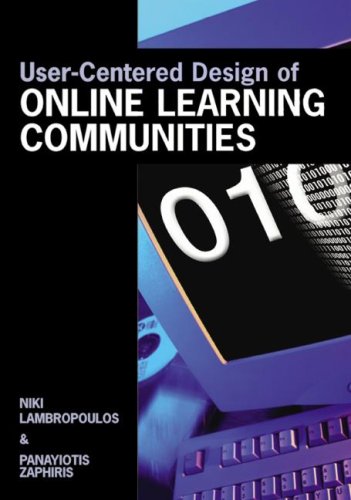 User-Centered Design of
ONLINE LEARNING
COMMUNITIES
010
NIKI
LAMBROPOULOS
&
PANAYIOTIS
ZAPHIRIS